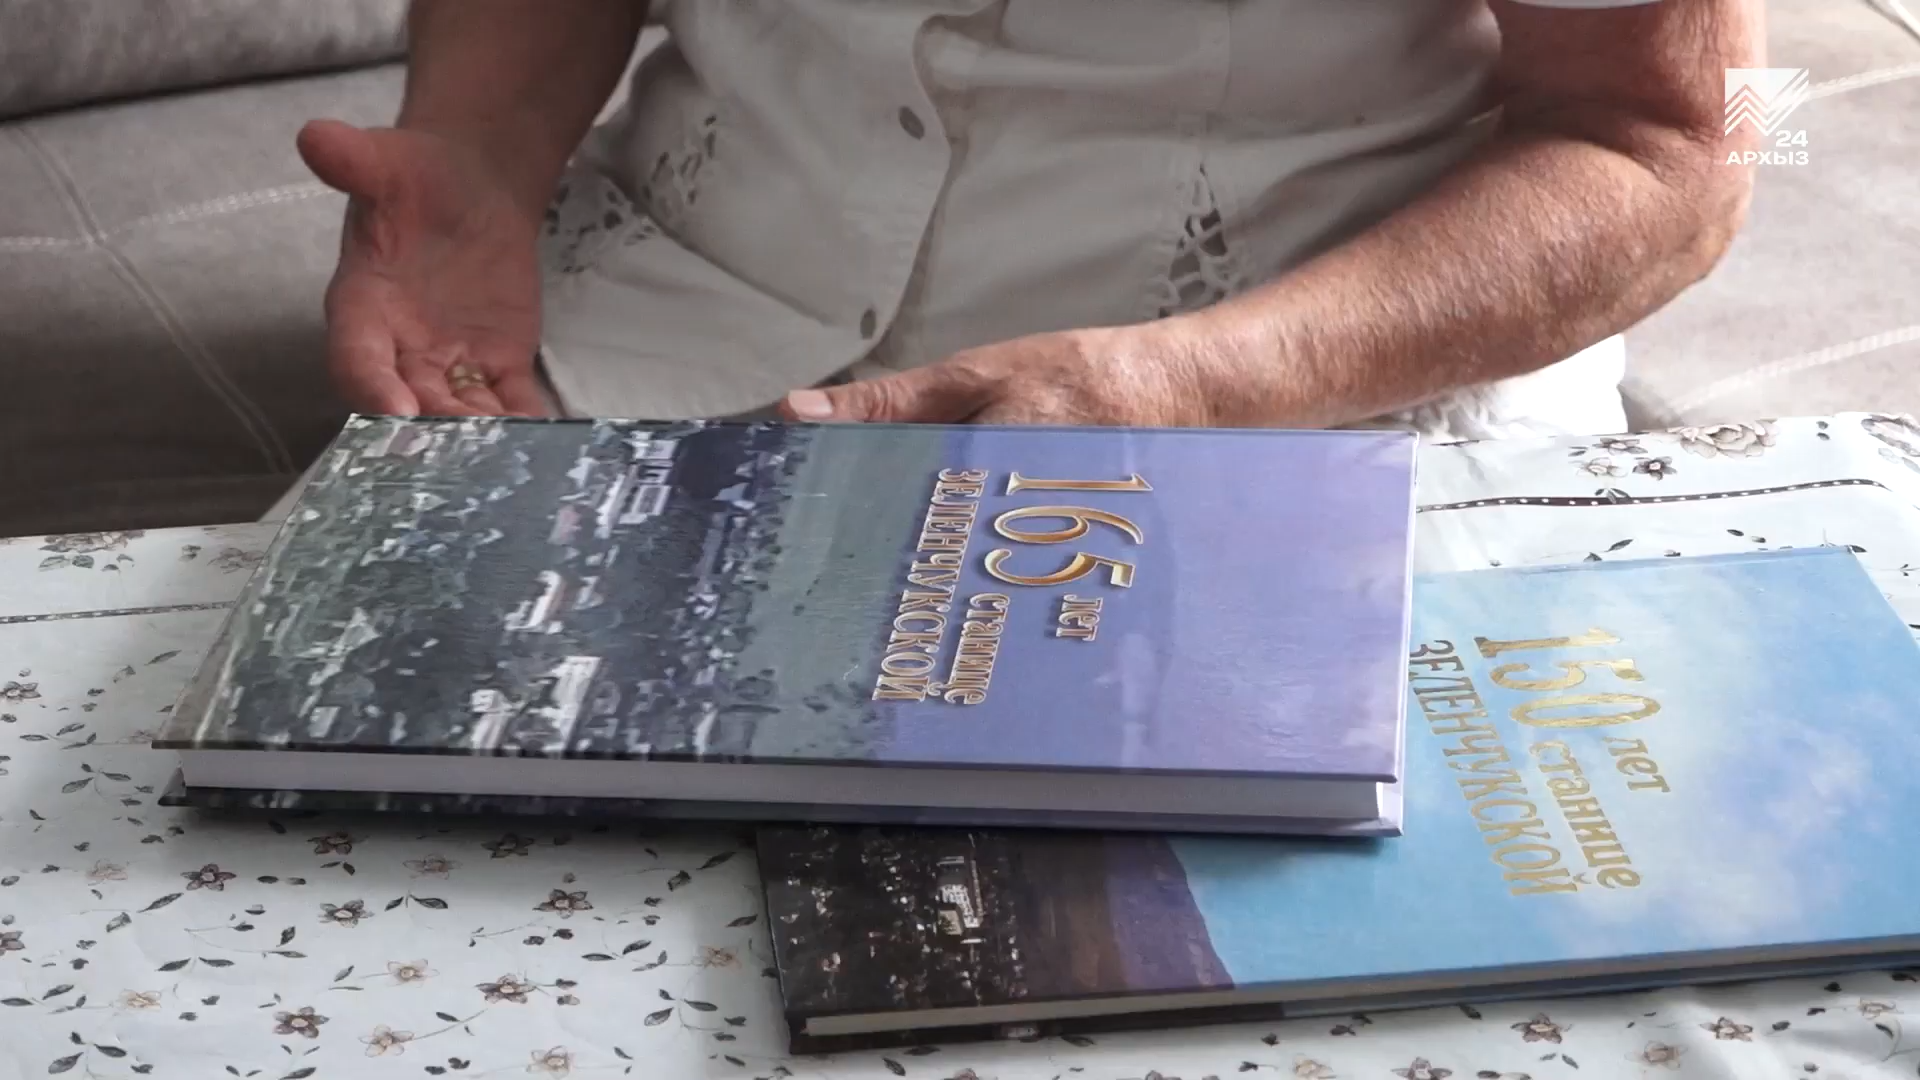 24
АРХЫЗ
165 лет
станице
ЗЕЛЕНЧУКСКОЙ
150 лет
станице
ЗЕЛЕНЧУКСКОЙ